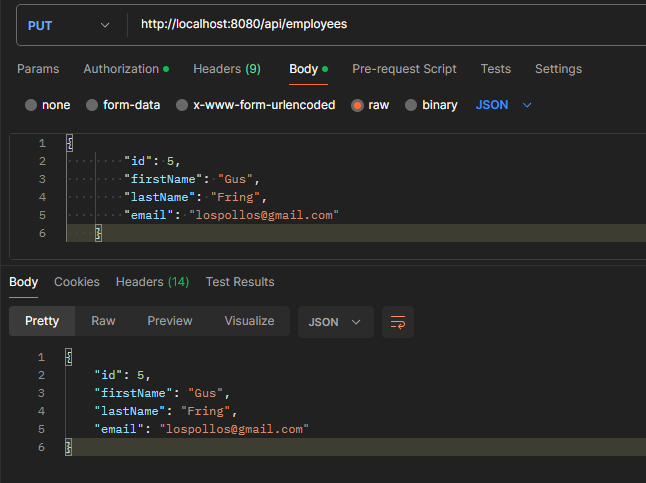 PUT http://localhost:8080/api/employees
Params Authorization Headers (9) Body Pre-request Script Tests Settings
none form-data x-www-form-urlencoded raw binary JSON
1 {
2 "id": 5,
3 "firstName": "Gus",
4 "lastName": "Fring",
5 "email": "lospollos@gmail.com"
6 }
Body Cookies Headers (14) Test Results
Pretty Raw Preview Visualize JSON
1 {
2 "id": 5,
3 "firstName": "Gus",
4 "lastName": "Fring",
5 "email": "lospollos@gmail.com"
6 }